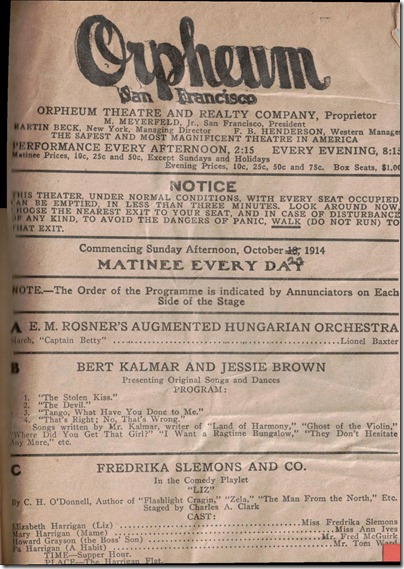 Orpheum
San Francisco
ORPHEUM THEATRE AND REALTY COMPANY, Proprietor
M. MEYERFELD, Jr., San Francisco, President
MARTIN BECK, New York, Managing Director F. B. HENDERSON, Western Manage
THE SAFEST AND MOST MAGNIFICENT THEATRE IN AMERICA
PERFORMANCE EVERY AFTERNOON, 2:15 EVERY EVENING, 8:15
Matinee Prices, 10c, 25c and 50c, Except Sundays and Holidays
Evening Prices, 10c, 25c, 50c and 75c. Box Seats, $1.00
NOTICE
THIS THEATER, UNDER NORMAL CONDITIONS, WITH EVERY SEAT OCCUPIED,
CAN BE EMPTIED, IN LESS THAN THREE MINUTES. LOOK AROUND NOW,
CHOOSE THE NEAREST EXIT TO YOUR SEAT, AND IN CASE OF DISTURBANCE
OF ANY KIND, TO AVOID THE DANGERS OF PANIC, WALK (DO NOT RUN) TO
THAT EXIT.
Commencing Sunday Afternoon, October 18, 1914
MATINEE EVERY DAY
NOTE.—The Order of the Programme is indicated by Annunciators on Each
Side of the Stage
A E. M. ROSNER'S AUGMENTED HUNGARIAN ORCHESTRA
March, "Captain Betty" ........ Lionel Baxter
B BERT KALMAR AND JESSIE BROWN
Presenting Original Songs and Dances
PROGRAM:
1. "The Stolen Kiss."
2. "The Devil."
3. "Tango, What Have You Done to Me."
4. "That's Right; No, That's Wrong."
Songs written by Mr. Kalmar, writer of "Land of Harmony," "Ghost of the Violin,"
"Where Did You Get That Girl?" "I Want a Ragtime Bungalow," "They Don't Hesitate
Any More," etc.
C FREDRIKA SLEMONS AND CO.
In the Comedy Playlet
"LIZ"
By C. H. O'Donnell, Author of "Flashlight Cragin," "Zela," "The Man From the North," Etc.
Staged by Charles A. Clark
CAST:
Elizabeth Harrigan (Liz) ........ Miss Fredrika Slemons
Mary Harrigan (Mame) ........ Miss Ann Ives
Howard Grayson (the Boss' Son) ........ Mr. Fred McGuirk
Pa Harrigan (A Habit) ........ Mr. Tom Ward
TIME—Supper Hour.
PLACE—The Harrigan Flat.